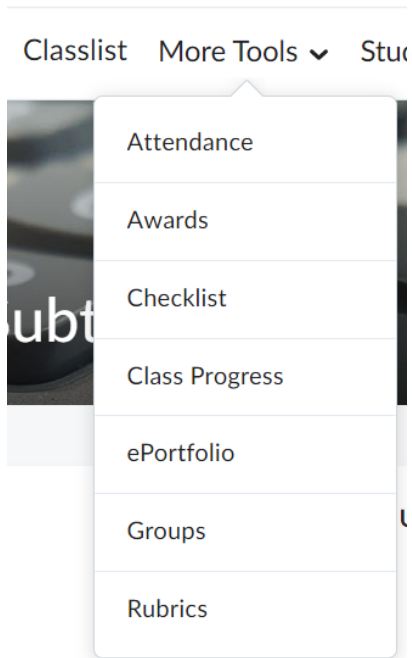 Classlist More Tools
Attendance
Awards
Checklist
Class Progress
ePortfolio
Groups
Rubrics